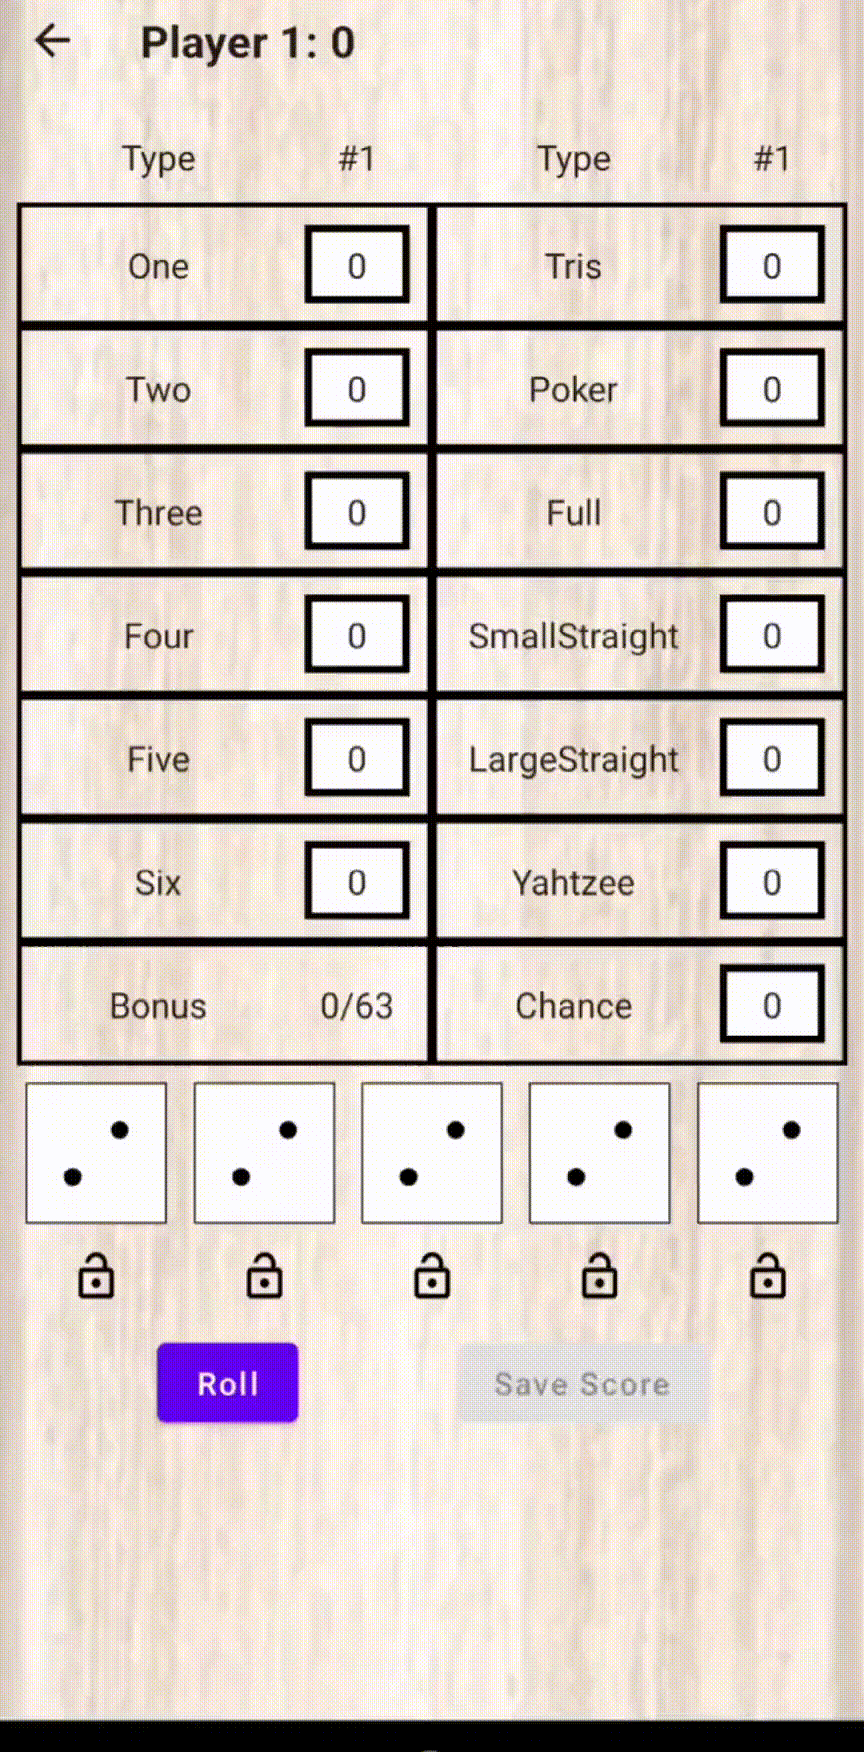 Player 1: 0
Type #1 Type #1
One 0 Tris 0
Two 0 Poker 0
Three 0 Full 0
Four 0 SmallStraight 0
Five 0 LargeStraight 0
Six 0 Yahtzee 0
Bonus 0/63 Chance 0
Roll Save Score